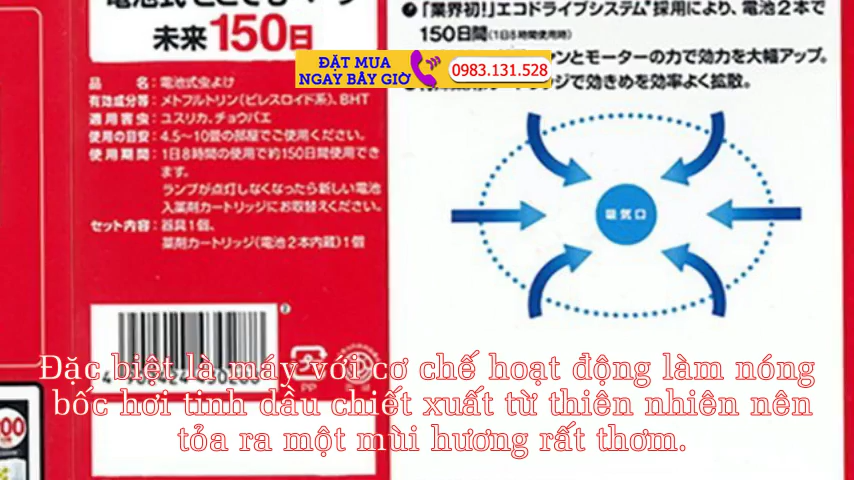 未来150日
品　名：電池式虫よけ
有効成分等：メトフルトリン(ピレスロイド系)、BHT
適用害虫：ユスリカ、チョウバエ
使用の目安：4.5〜10畳の部屋でご使用ください。
使用期間：1日8時間の使用で約150日間使用でき
ます。
ランプが点灯しなくなったら新しい電池
入薬剤カートリッジにお取替えください。
セット内容：器具1個、
薬剤カートリッジ(電池2本内蔵)1個
PP
「業界初!」エコドライブシステム*採用により、電池2本で
150日間(1日8時間使用時)
ンとモーターの力で効力を大幅アップ。
ッジで効きめを効率よく拡散。
ĐẶT MUA
NGAY BÂY GIỜ
0983.131.528
吸気口
Đặc biệt là máy với cơ chế hoạt động làm nóng
bốc hơi tinh dầu chiết xuất từ thiên nhiên nên
tỏa ra một mùi hương rất thơm.